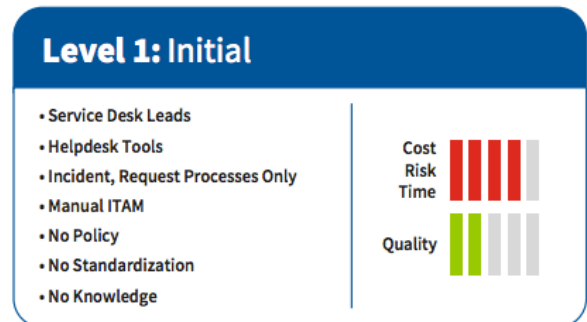 Level 1: Initial
• Service Desk Leads
• Helpdesk Tools
• Incident, Request Processes Only
• Manual ITAM
• No Policy
• No Standardization
• No Knowledge
Cost
Risk
Time
Quality